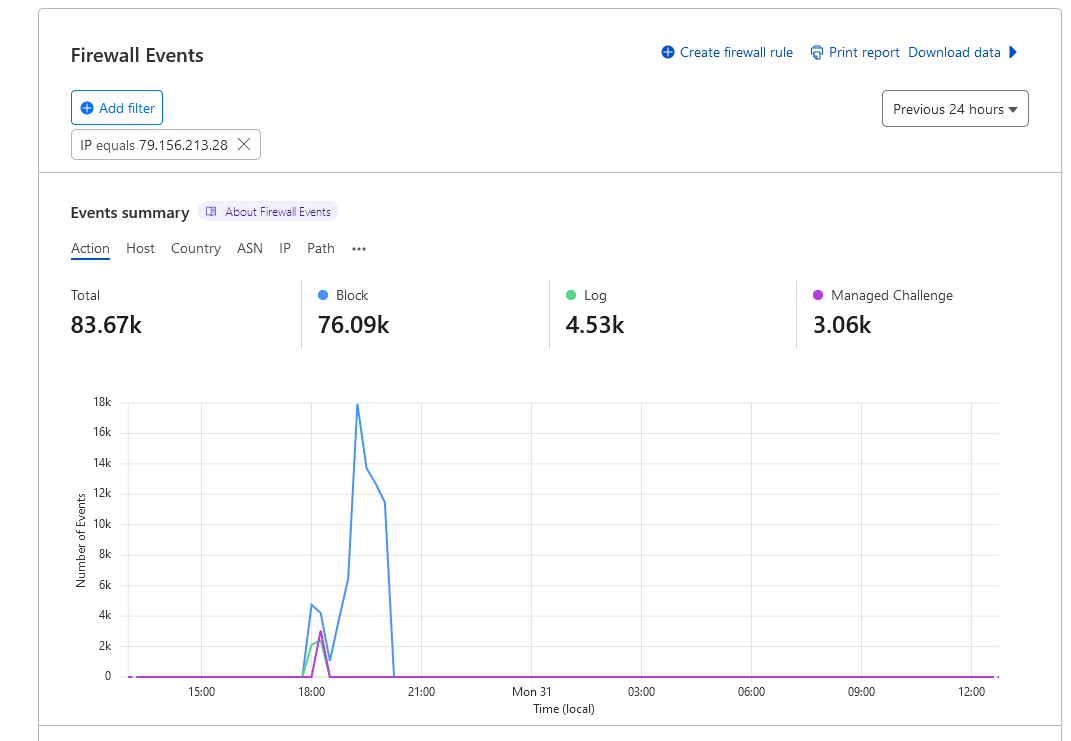 Firewall Events
Create firewall rule
Print report
Download data
Add filter
Previous 24 hours
IP equals 79.156.213.28
Events summary
About Firewall Events
Action Host Country ASN IP Path
Total
83.67k
Block
76.09k
Log
4.53k
Managed Challenge
3.06k
Number of Events
18k
16k
14k
12k
10k
8k
6k
4k
2k
0
15:00 18:00 21:00 Mon 31 03:00 06:00 09:00 12:00
Time (local)